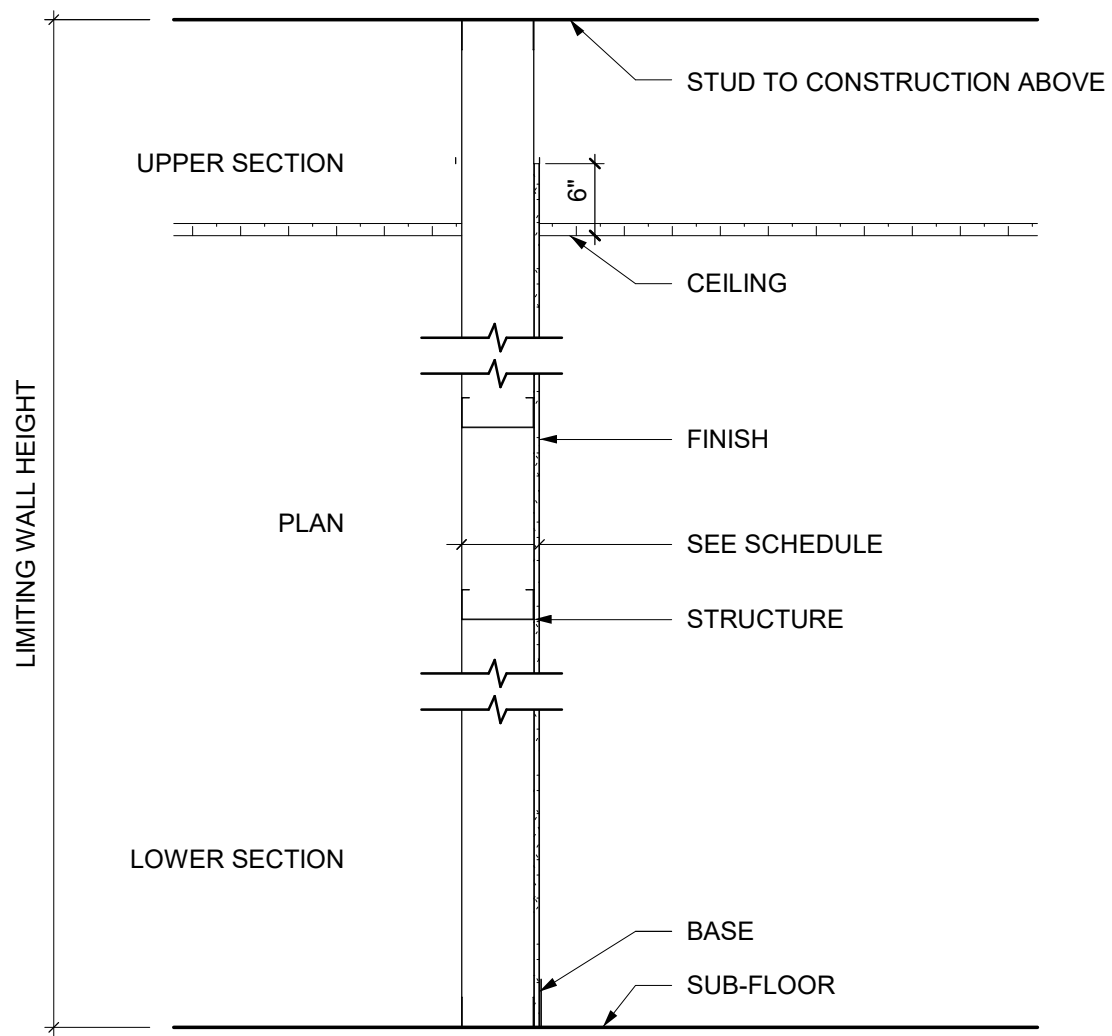 STUD TO CONSTRUCTION ABOVE
UPPER SECTION
6"
CEILING
LIMITING WALL HEIGHT
FINISH
PLAN
SEE SCHEDULE
STRUCTURE
LOWER SECTION
BASE
SUB-FLOOR